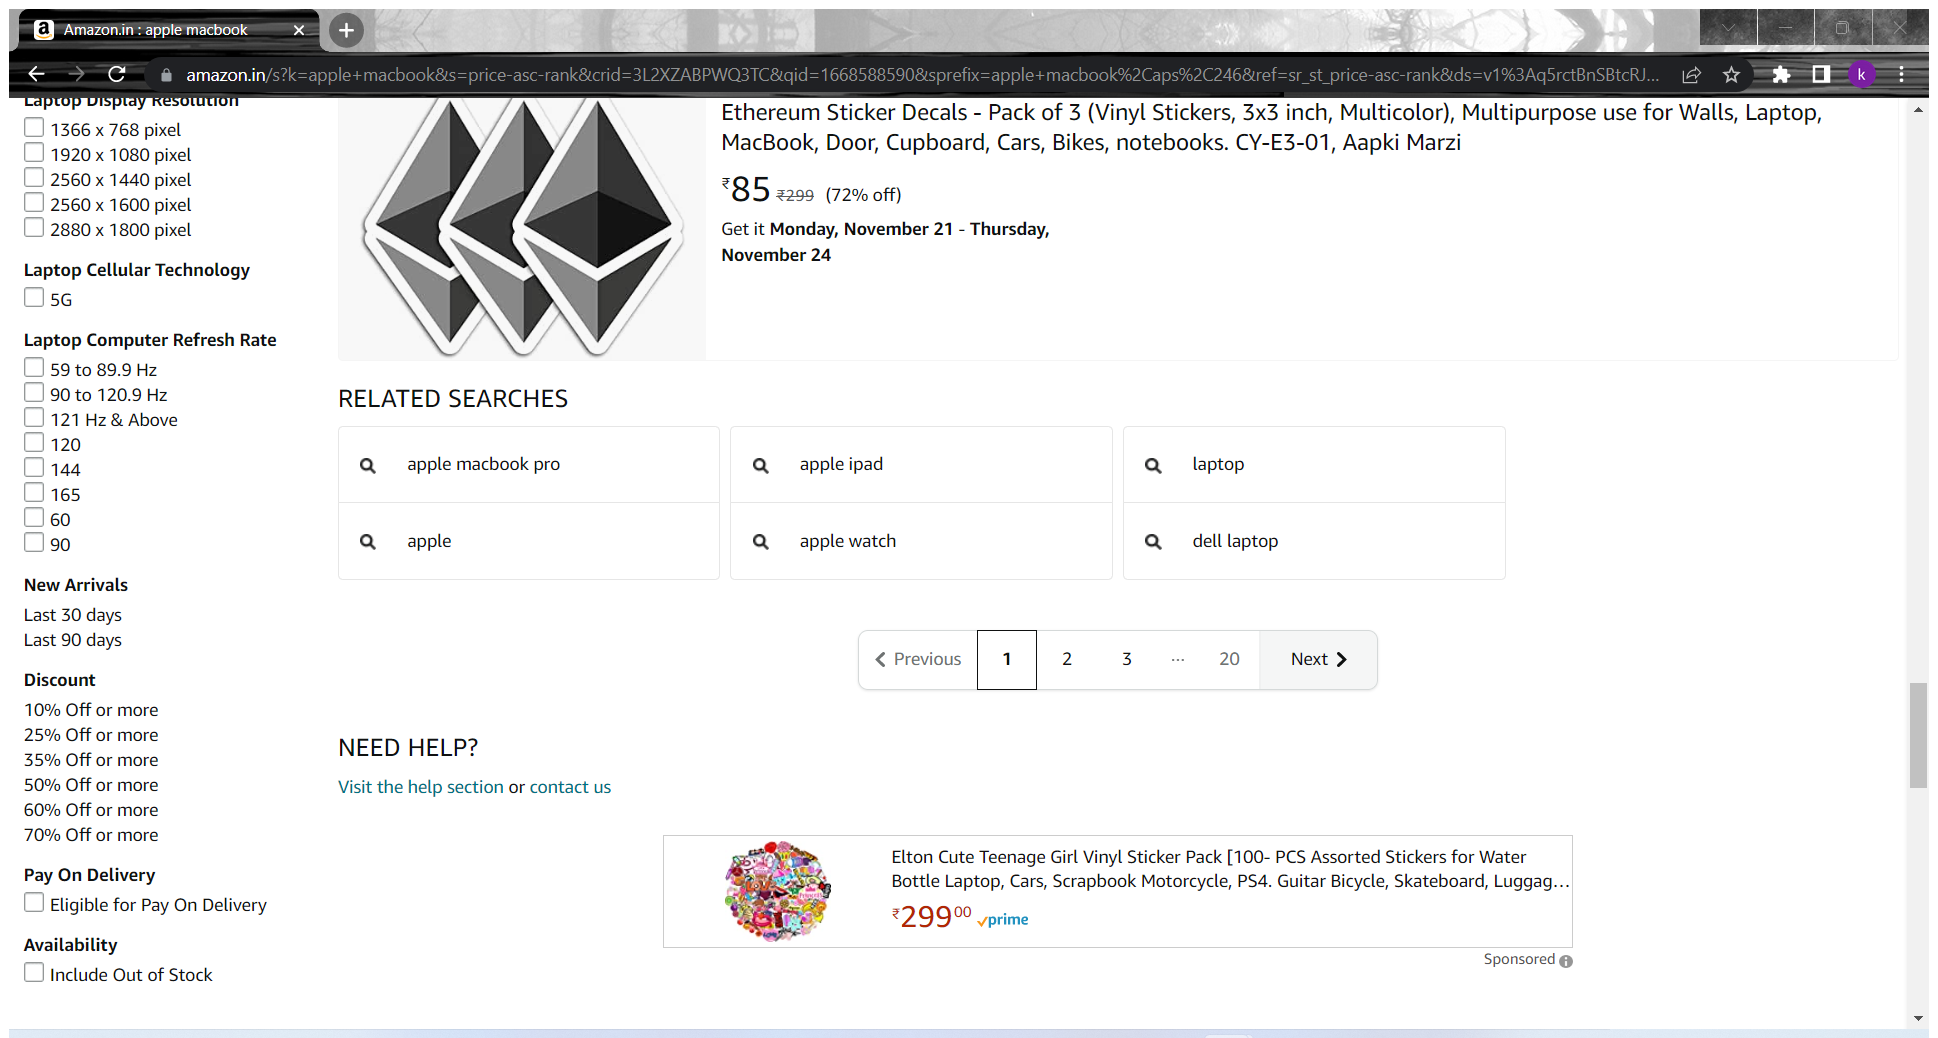 Amazon.in : apple macbook
amazon.in/s?k=apple+macbook&s=price-asc-rank&crid=3L2XZABPWQ3TC&qid=1668588590&sprefix=apple+macbook%2Caps%2C246&ref=sr_st_price-asc-rank&ds=v1%3Aq5rctBnSBtcRJ...
k
Laptop Display Resolution
1366 x 768 pixel
1920 x 1080 pixel
2560 x 1440 pixel
2560 x 1600 pixel
2880 x 1800 pixel
Laptop Cellular Technology
5G
Laptop Computer Refresh Rate
59 to 89.9 Hz
90 to 120.9 Hz
121 Hz & Above
120
144
165
60
90
New Arrivals
Last 30 days
Last 90 days
Discount
10% Off or more
25% Off or more
35% Off or more
50% Off or more
60% Off or more
70% Off or more
Pay On Delivery
Eligible for Pay On Delivery
Availability
Include Out of Stock
Ethereum Sticker Decals - Pack of 3 (Vinyl Stickers, 3x3 inch, Multicolor), Multipurpose use for Walls, Laptop,
MacBook, Door, Cupboard, Cars, Bikes, notebooks. CY-E3-01, Aapki Marzi
₹85 ₹299 (72% off)
Get it Monday, November 21 - Thursday,
November 24
RELATED SEARCHES
apple macbook pro
apple ipad
laptop
apple
apple watch
dell laptop
Previous 1 2 3 ... 20 Next
NEED HELP?
Visit the help section or contact us
Elton Cute Teenage Girl Vinyl Sticker Pack [100- PCS Assorted Stickers for Water
Bottle Laptop, Cars, Scrapbook Motorcycle, PS4. Guitar Bicycle, Skateboard, Luggag...
₹29900 prime
Sponsored